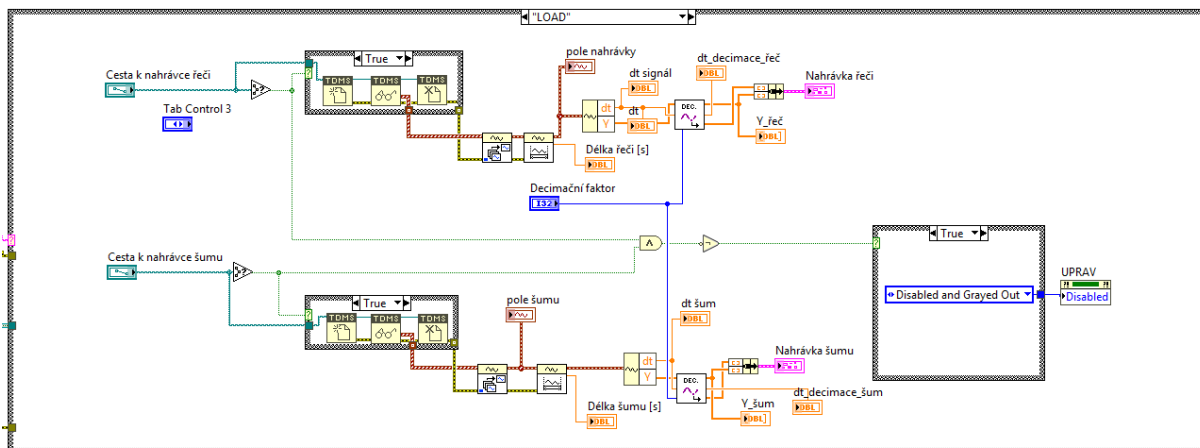 "LOAD"
Cesta k nahrávce řeči
Tab Control 3
True
TDMS
TDMS
TDMS
pole nahrávky
dt signál
DBL
dt
Y
dt
DBL
dt_decimace_řeč
DBL
DEC.
Nahrávka řeči
Y_řeč
DBL
Délka řeči [s]
DBL
Decimační faktor
I32
Cesta k nahrávce šumu
True
TDMS
TDMS
TDMS
pole šumu
dt šum
DBL
dt
Y
DEC.
Nahrávka šumu
dt_decimace_šum
DBL
Y_šum
DBL
Délka šumu [s]
DBL
True
Disabled and Grayed Out
UPRAV
Disabled